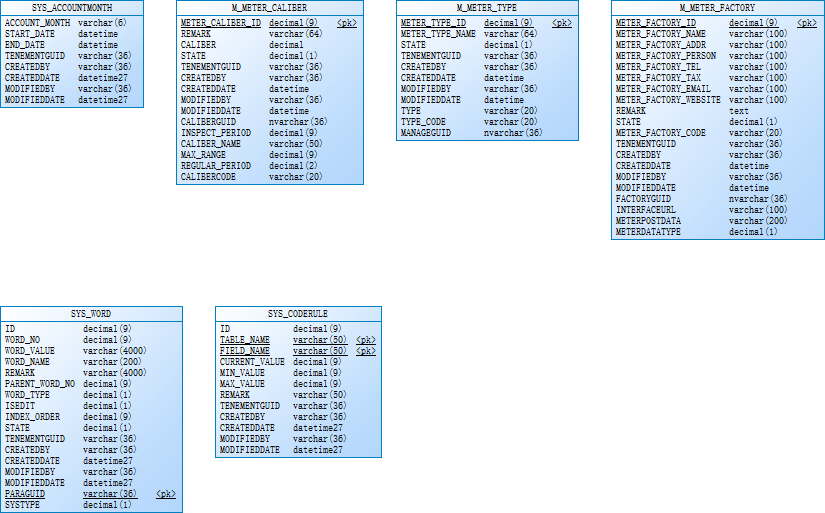 SYS_ACCOUNTMONTH
ACCOUNT_MONTH varchar(6)
START_DATE datetime
END_DATE datetime
TENEMENTGUID varchar(36)
CREATEDBY varchar(36)
CREATEDDATE datetime27
MODIFIEDBY varchar(36)
MODIFIEDDATE datetime27
M_METER_CALIBER
METER_CALIBER_ID decimal(9) <pk>
REMARK varchar(64)
CALIBER decimal
STATE decimal(1)
TENEMENTGUID varchar(36)
CREATEDBY varchar(36)
CREATEDDATE datetime
MODIFIEDBY varchar(36)
MODIFIEDDATE datetime
CALIBERGUID nvarchar(36)
INSPECT_PERIOD decimal(9)
CALIBER_NAME varchar(50)
MAX_RANGE decimal(9)
REGULAR_PERIOD decimal(2)
CALIBERCODE varchar(20)
M_METER_TYPE
METER_TYPE_ID decimal(9) <pk>
METER_TYPE_NAME varchar(64)
STATE decimal(1)
TENEMENTGUID varchar(36)
CREATEDBY varchar(36)
CREATEDDATE datetime
MODIFIEDBY varchar(36)
MODIFIEDDATE datetime
TYPE varchar(20)
TYPE_CODE varchar(20)
MANAGEGUID nvarchar(36)
M_METER_FACTORY
METER_FACTORY_ID decimal(9) <pk>
METER_FACTORY_NAME varchar(100)
METER_FACTORY_ADDR varchar(100)
METER_FACTORY_PERSON varchar(100)
METER_FACTORY_TEL varchar(100)
METER_FACTORY_TAX varchar(100)
METER_FACTORY_EMAIL varchar(100)
METER_FACTORY_WEBSITE varchar(100)
REMARK text
STATE decimal(1)
METER_FACTORY_CODE varchar(20)
TENEMENTGUID varchar(36)
CREATEDBY varchar(36)
CREATEDDATE datetime
MODIFIEDBY varchar(36)
MODIFIEDDATE datetime
FACTORYGUID nvarchar(36)
INTERFACEURL varchar(100)
METERPOSTDATA varchar(200)
METERDATATYPE decimal(1)
SYS_WORD
ID decimal(9)
WORD_NO decimal(9)
WORD_VALUE varchar(4000)
WORD_NAME varchar(200)
REMARK varchar(4000)
PARENT_WORD_NO decimal(9)
WORD_TYPE decimal(1)
ISEDIT decimal(1)
INDEX_ORDER decimal(9)
STATE decimal(1)
TENEMENTGUID varchar(36)
CREATEDBY varchar(36)
CREATEDDATE datetime27
MODIFIEDBY varchar(36)
MODIFIEDDATE datetime27
PARAGUID varchar(36) <pk>
SYSTYPE decimal(1)
SYS_CODERULE
ID decimal(9)
TABLE_NAME varchar(50) <pk>
FIELD_NAME varchar(50) <pk>
CURRENT_VALUE decimal(9)
MIN_VALUE decimal(9)
MAX_VALUE decimal(9)
REMARK varchar(50)
TENEMENTGUID varchar(36)
CREATEDBY varchar(36)
CREATEDDATE datetime27
MODIFIEDBY varchar(36)
MODIFIEDDATE datetime27